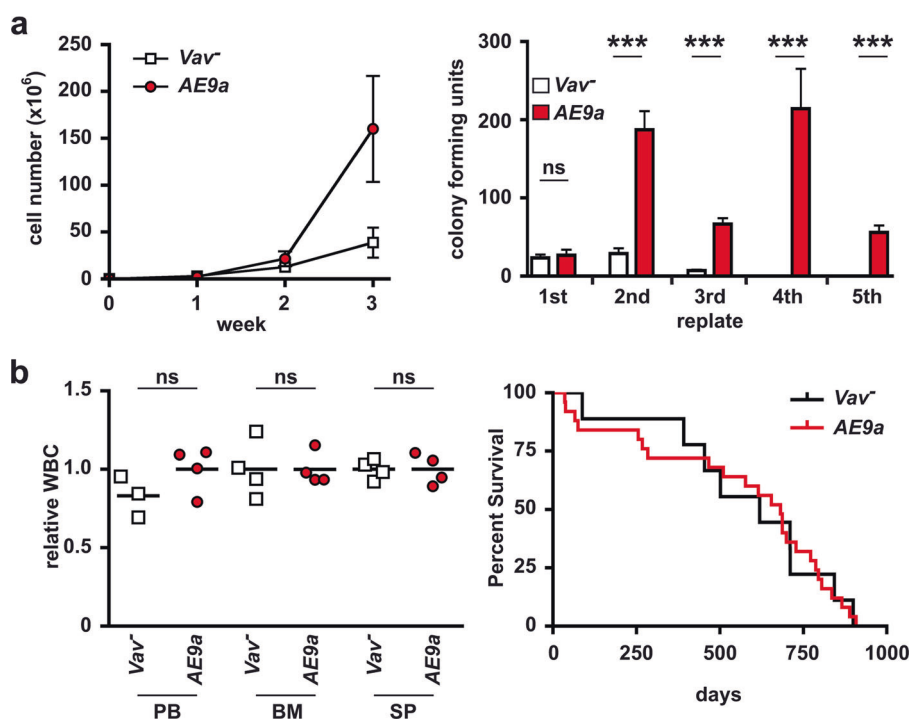 a
cell number (x10⁶)
250
200
150
100
50
0
Vav⁻
AE9a
0 1 2 3
week
colony forming units
300
200
100
0
Vav⁻
AE9a
ns
*** *** *** ***
1st 2nd 3rd 4th 5th
replate
b
relative WBC
1.5
1.0
0.5
0
ns ns ns
Vav⁻ AE9a Vav⁻ AE9a Vav⁻ AE9a
PB BM SP
Percent Survival
100
75
50
25
0
Vav⁻
AE9a
0 250 500 750 1000
days